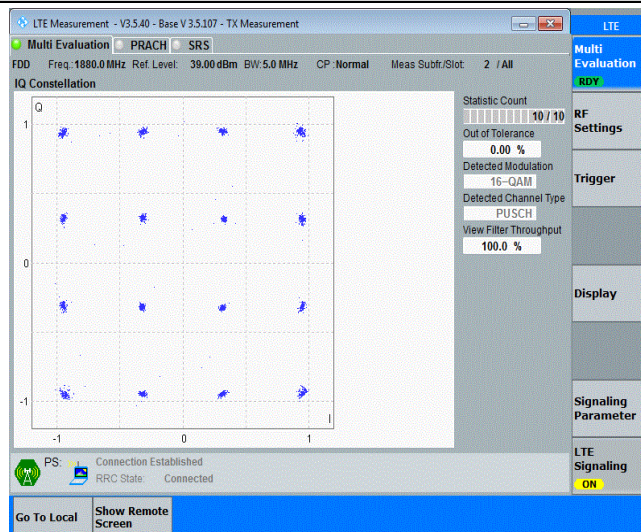 LTE Measurement - V3.5.40 - Base V 3.5.107 - TX Measurement
LTE
Multi Evaluation PRACH SRS
FDD Freq.:1880.0 MHz Ref. Level: 39.00 dBm BW: 5.0 MHz CP :Normal Meas Subfr./Slot: 2 / All
IQ Constellation
Q
1
0
-1
-1 0 1
I
Statistic Count
10 / 10
Out of Tolerance
0.00 %
Detected Modulation
16-QAM
Detected Channel Type
PUSCH
View Filter Throughput
100.0 %
Multi
Evaluation
RDY
RF
Settings
Trigger
Display
Signaling
Parameter
LTE
Signaling
ON
PS: Connection Established
RRC State: Connected
Go To Local
Show Remote
Screen